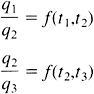 q₁/q₂ = f(t₁,t₂)
q₂/q₃ = f(t₂,t₃)